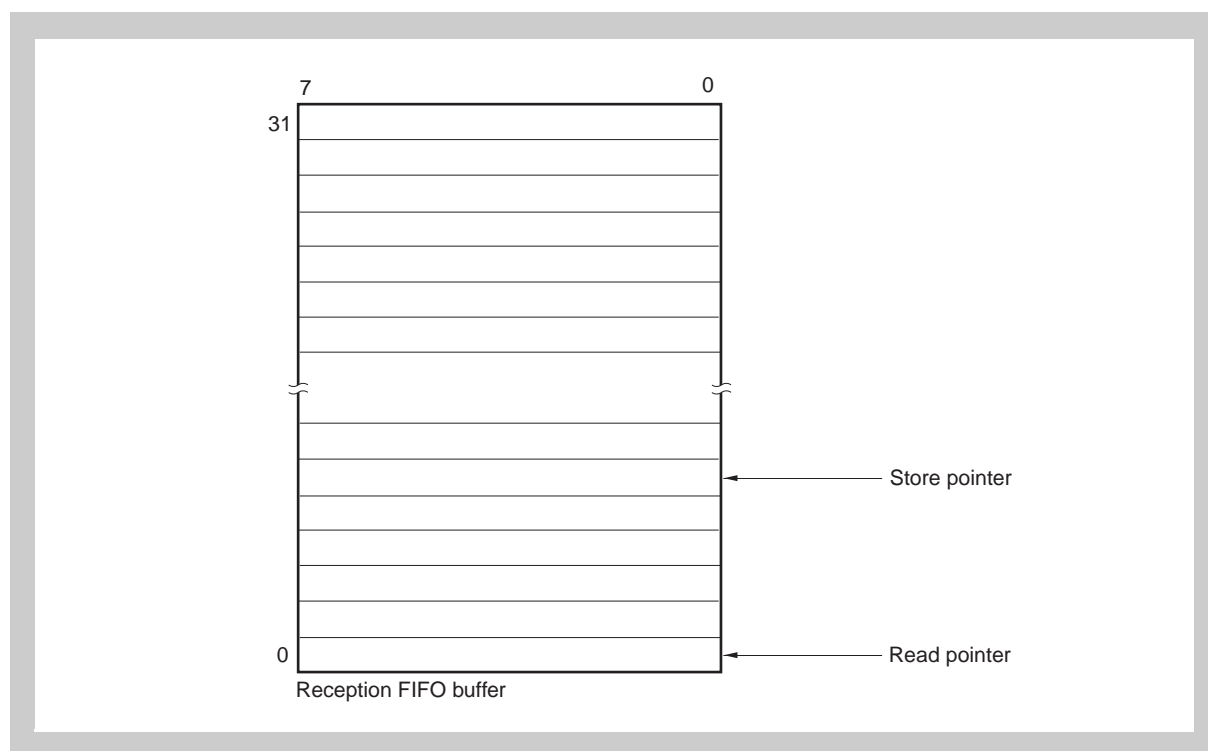 7 0
31
Store pointer
0 Read pointer
Reception FIFO buffer